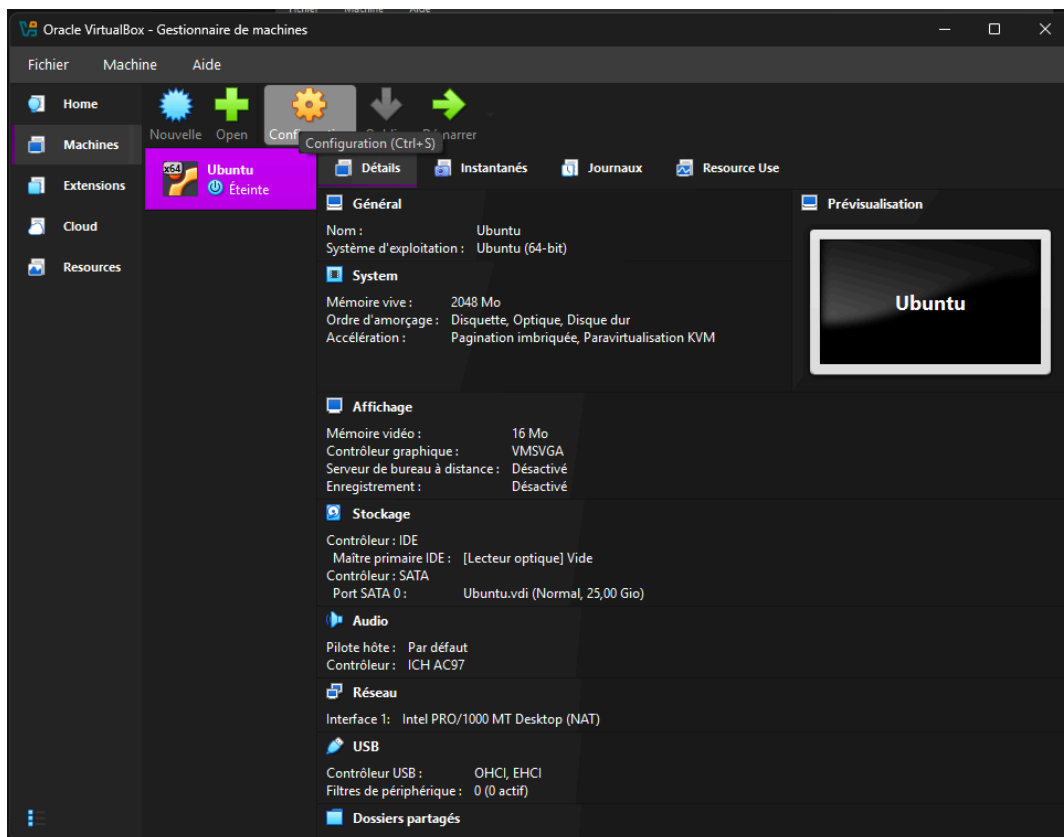 Oracle VirtualBox - Gestionnaire de machines
Fichier Machine Aide
Home
Machines
Extensions
Cloud
Resources
Nouvelle Open
Configuration (Ctrl+S)
x64
Ubuntu
Éteinte
Détails Instantanés Journaux Resource Use
Général
Nom : Ubuntu
Système d'exploitation : Ubuntu (64-bit)
System
Mémoire vive : 2048 Mo
Ordre d'amorçage : Disquette, Optique, Disque dur
Accélération : Pagination imbriquée, Paravirtualisation KVM
Prévisualisation
Ubuntu
Affichage
Mémoire vidéo : 16 Mo
Contrôleur graphique : VMSVGA
Serveur de bureau à distance : Désactivé
Enregistrement : Désactivé
Stockage
Contrôleur : IDE
Maître primaire IDE : [Lecteur optique] Vide
Contrôleur : SATA
Port SATA 0 : Ubuntu.vdi (Normal, 25,00 Gio)
Audio
Pilote hôte : Par défaut
Contrôleur : ICH AC97
Réseau
Interface 1: Intel PRO/1000 MT Desktop (NAT)
USB
Contrôleur USB : OHCI, EHCI
Filtres de périphérique : 0 (0 actif)
Dossiers partagés